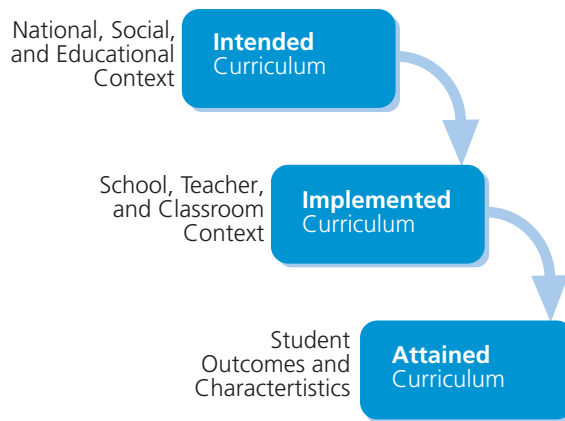 National, Social,
and Educational
Context
Intended
Curriculum
School, Teacher,
and Classroom
Context
Implemented
Curriculum
Student
Outcomes and
Charactertistics
Attained
Curriculum